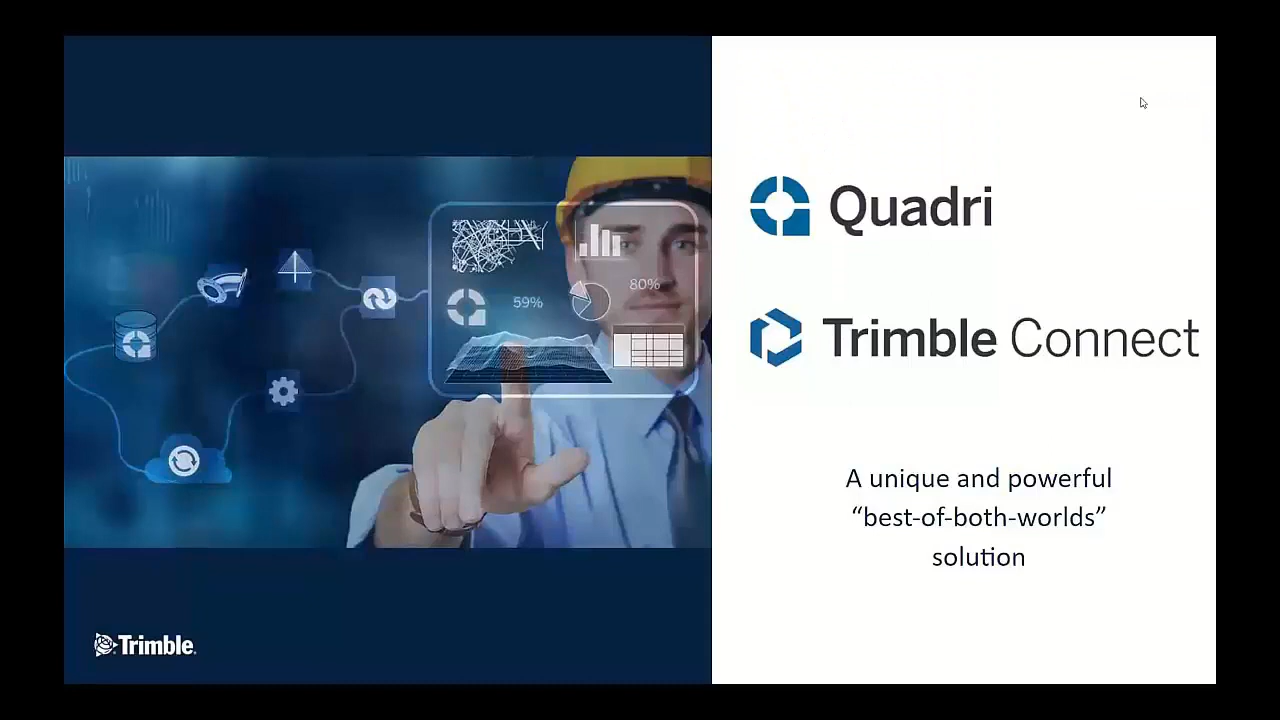 59%
80%
Trimble
Quadri
Trimble Connect
A unique and powerful
“best-of-both-worlds”
solution